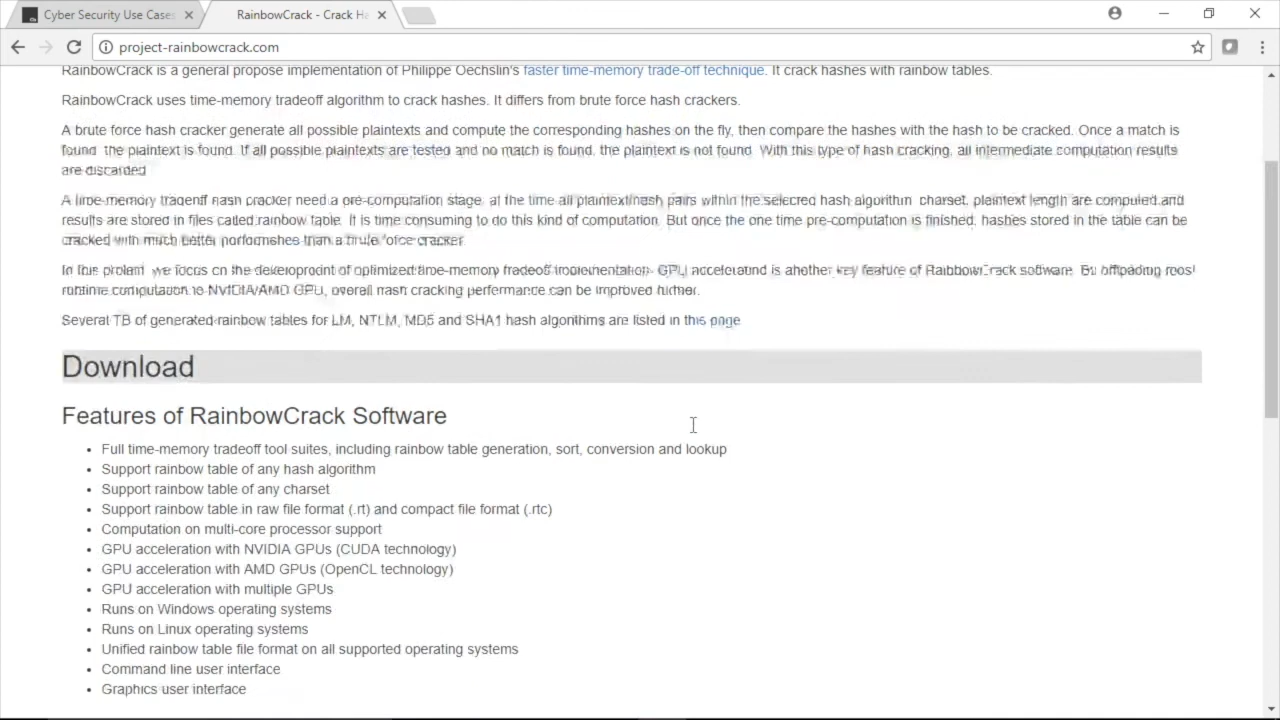 Cyber Security Use Cases
RainbowCrack - Crack Ha
project-rainbowcrack.com
RainbowCrack is a general propose implementation of Philippe Oechslin's faster time-memory trade-off technique. It crack hashes with rainbow tables.
RainbowCrack uses time-memory tradeoff algorithm to crack hashes. It differs from brute force hash crackers.
A brute force hash cracker generate all possible plaintexts and compute the corresponding hashes on the fly, then compare the hashes with the hash to be cracked. Once a match is
found, the plaintext is found. If all possible plaintexts are tested and no match is found, the plaintext is not found. With this type of hash cracking, all intermediate computation results
are discarded.
A time-memory tradeoff hash cracker need a pre-computation stage, at the time all plaintext/hash pairs within the selected hash algorithm, charset, plaintext length are computed and
results are stored in files called rainbow table. It is time consuming to do this kind of computation. But once the one time pre-computation is finished, hashes stored in the table can be
cracked with much better performance than a brute force cracker.
In this project, we focus on the development of optimized time-memory tradeoff implementation. GPU acceleration is another key feature of RainbowCrack software. By offloading most
runtime computation to NVIDIA/AMD GPU, overall hash cracking performance can be improved further.
Several TB of generated rainbow tables for LM, NTLM, MD5 and SHA1 hash algorithms are listed in this page
Download
Features of RainbowCrack Software
• Full time-memory tradeoff tool suites, including rainbow table generation, sort, conversion and lookup
• Support rainbow table of any hash algorithm
• Support rainbow table of any charset
• Support rainbow table in raw file format (.rt) and compact file format (.rtc)
• Computation on multi-core processor support
• GPU acceleration with NVIDIA GPUs (CUDA technology)
• GPU acceleration with AMD GPUs (OpenCL technology)
• GPU acceleration with multiple GPUs
• Runs on Windows operating systems
• Runs on Linux operating systems
• Unified rainbow table file format on all supported operating systems
• Command line user interface
• Graphics user interface